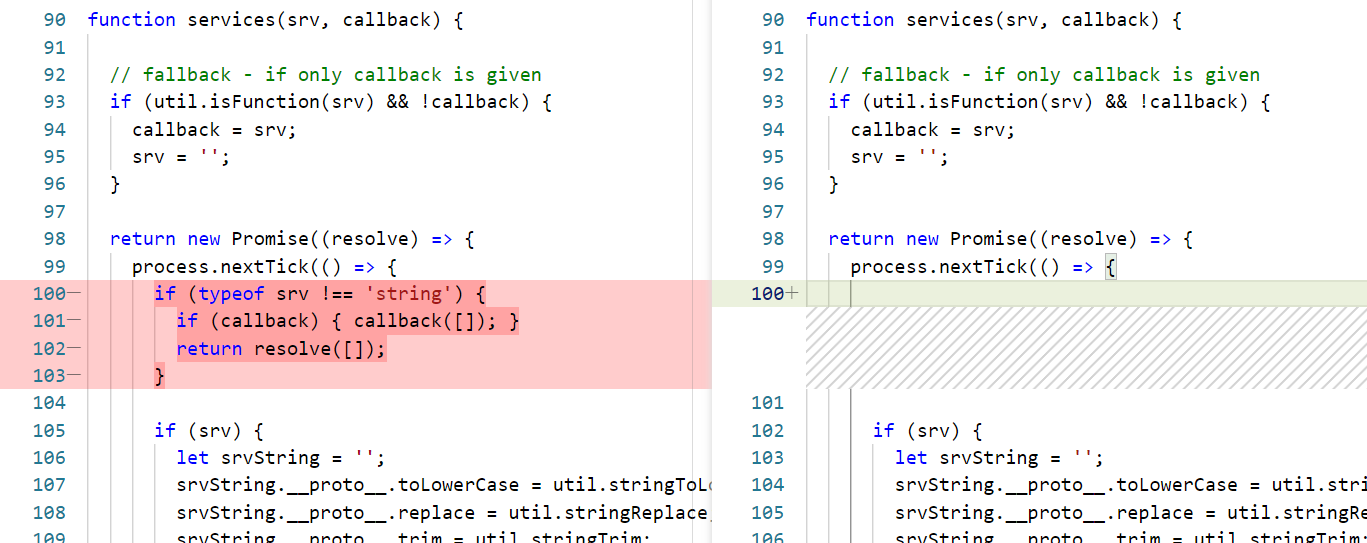 90 function services(srv, callback) {
91
92 // fallback - if only callback is given
93 if (util.isFunction(srv) && !callback) {
94 callback = srv;
95 srv = '';
96 }
97
98 return new Promise((resolve) => {
99 process.nextTick(() => {
100— if (typeof srv !== 'string') {
101— if (callback) { callback([]); }
102— return resolve([]);
103— }
104
105 if (srv) {
106 let srvString = '';
107 srvString.__proto__.toLowerCase = util.stringToLo
108 srvString.__proto__.replace = util.stringReplace
109 srvString.__proto__.trim = util.stringTrim;
90 function services(srv, callback) {
91
92 // fallback - if only callback is given
93 if (util.isFunction(srv) && !callback) {
94 callback = srv;
95 srv = '';
96 }
97
98 return new Promise((resolve) => {
99 process.nextTick(() => {
100+
101
102 if (srv) {
103 let srvString = '';
104 srvString.__proto__.toLowerCase = util.stri
105 srvString.__proto__.replace = util.stringRe
106 srvString.__proto__.trim = util.stringTrim;